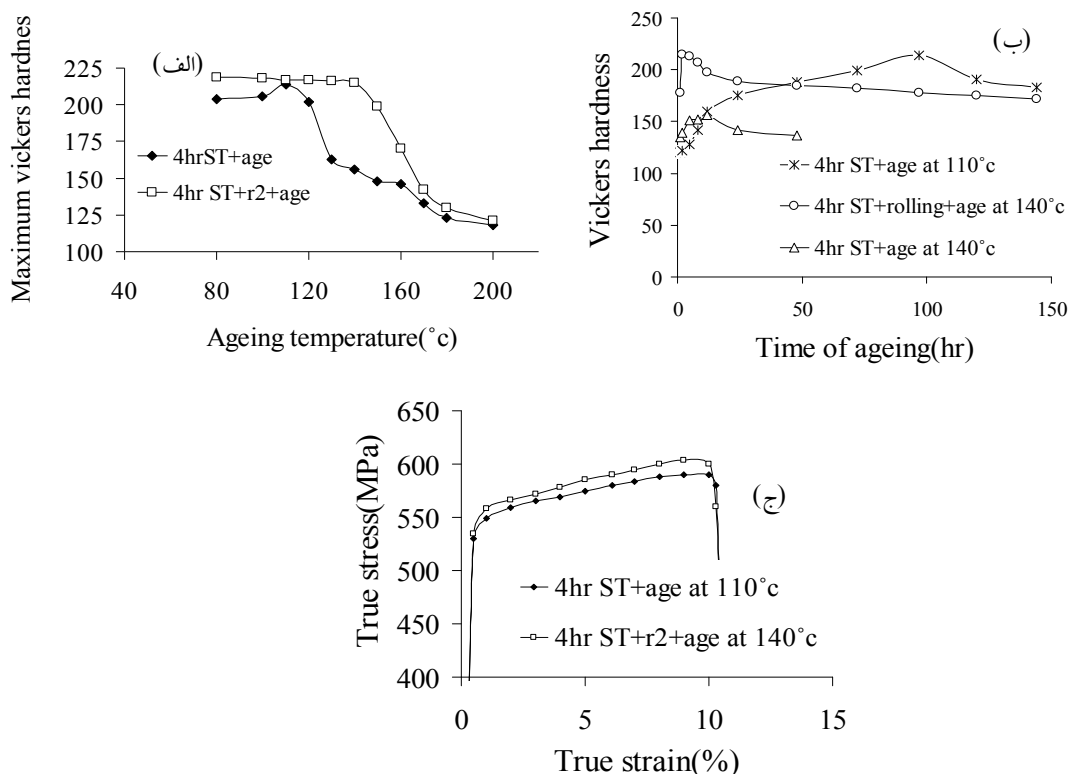 (الف)
Maximum vickers hardnes
225
200
175
150
125
100
4hrST+age
4hr ST+r2+age
40
80
120
160
200
Ageing temperature(˚c)
(ب)
Vickers hardness
250
200
150
100
50
0
4hr ST+age at 110˚c
4hr ST+rolling+age at 140˚c
4hr ST+age at 140˚c
0
50
100
150
Time of ageing(hr)
(ج)
True stress(MPa)
650
600
550
500
450
400
4hr ST+age at 110˚c
4hr ST+r2+age at 140˚c
0
5
10
15
True strain(%)